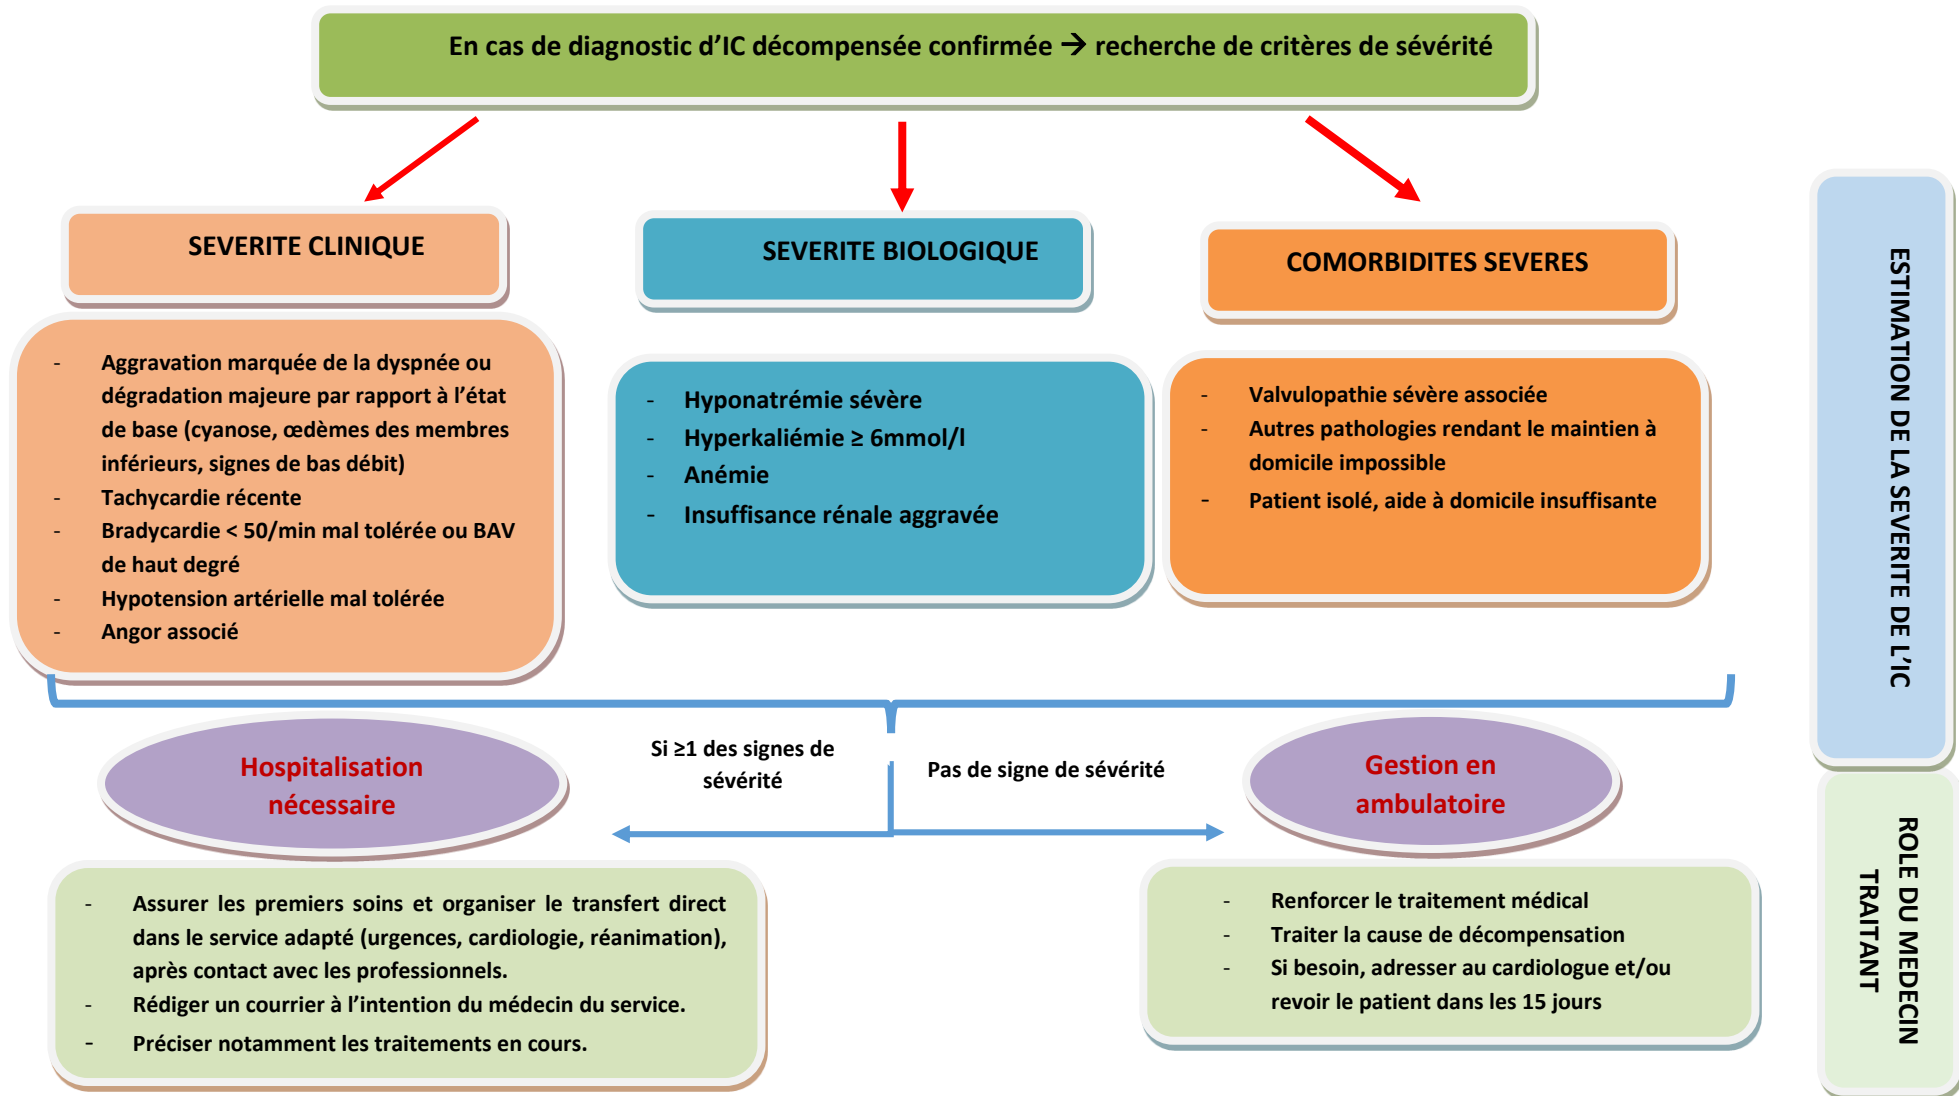 En cas de diagnostic d’IC décompensée confirmée → recherche de critères de sévérité
SEVERITE CLINIQUE
- Aggravation marquée de la dyspnée ou
dégradation majeure par rapport à l’état
de base (cyanose, œdèmes des membres
inférieurs, signes de bas débit)
- Tachycardie récente
- Bradycardie < 50/min mal tolérée ou BAV
de haut degré
- Hypotension artérielle mal tolérée
- Angor associé
SEVERITE BIOLOGIQUE
- Hyponatrémie sévère
- Hyperkaliémie ≥ 6mmol/l
- Anémie
- Insuffisance rénale aggravée
COMORBIDITES SEVERES
- Valvulopathie sévère associée
- Autres pathologies rendant le maintien à
domicile impossible
- Patient isolé, aide à domicile insuffisante
ESTIMATION DE LA SEVERITE DE L’IC
Hospitalisation
nécessaire
Si ≥1 des signes de
sévérité
Pas de signe de sévérité
Gestion en
ambulatoire
- Assurer les premiers soins et organiser le transfert direct
dans le service adapté (urgences, cardiologie, réanimation),
après contact avec les professionnels.
- Rédiger un courrier à l’intention du médecin du service.
- Préciser notamment les traitements en cours.
- Renforcer le traitement médical
- Traiter la cause de décompensation
- Si besoin, adresser au cardiologue et/ou
revoir le patient dans les 15 jours
ROLE DU MEDECIN
TRAITANT